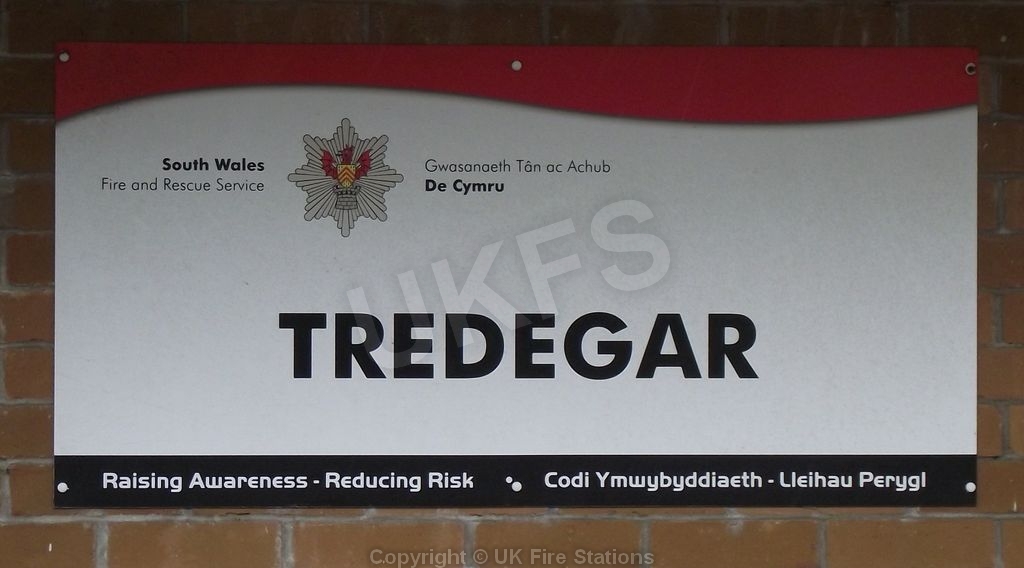 South Wales
Fire and Rescue Service
Gwasanaeth Tân ac Achub
De Cymru
UKFS
TREDEGAR
Raising Awareness - Reducing Risk
Codi Ymwybyddiaeth - Lleihau Perygl
Copyright © UK Fire Stations